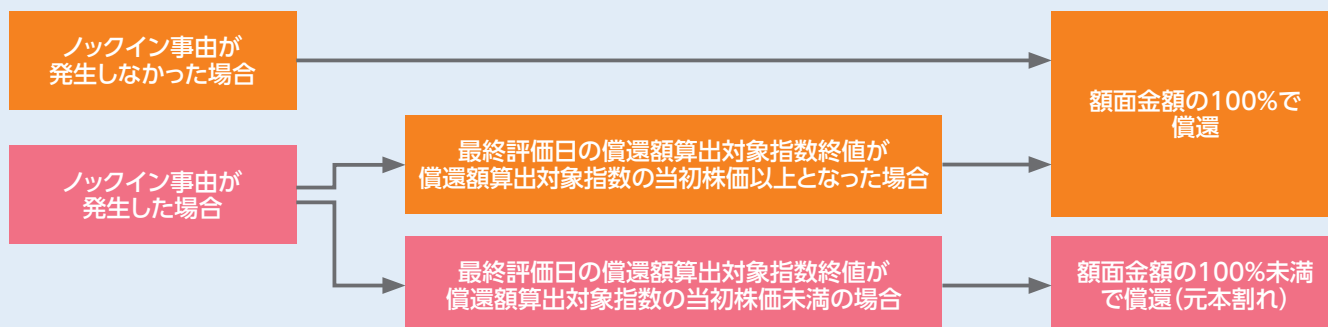 ノックイン事由が
発生しなかった場合
額面金額の100%で
償還
ノックイン事由が
発生した場合
最終評価日の償還額算出対象指数終値が
償還額算出対象指数の当初株価以上となった場合
最終評価日の償還額算出対象指数終値が
償還額算出対象指数の当初株価未満の場合
額面金額の100%未満
で償還(元本割れ)